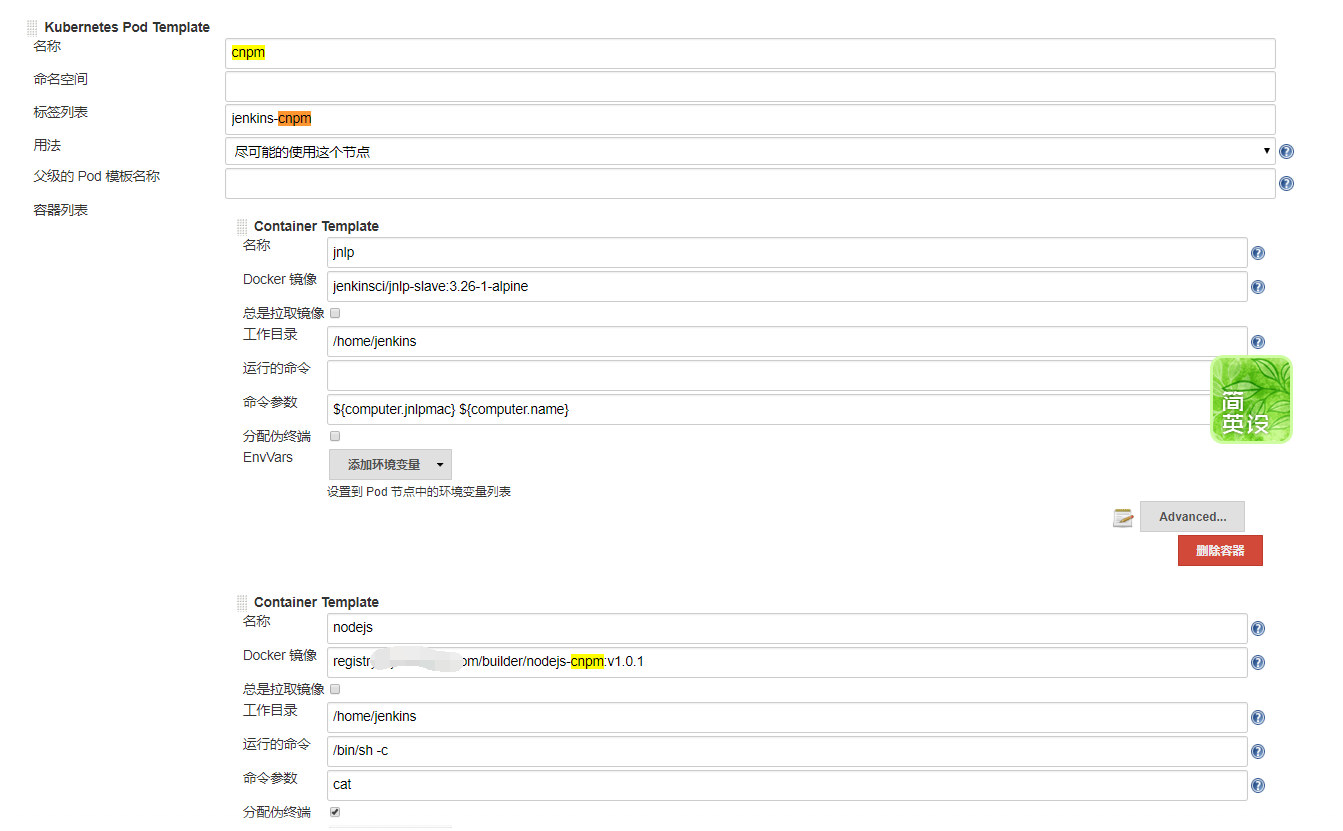 Kubernetes Pod Template
名称
cnpm
命名空间
标签列表
jenkins-cnpm
用法
尽可能的使用这个节点
父级的 Pod 模板名称
容器列表
Container Template
名称
jnlp
Docker 镜像
jenkinsci/jnlp-slave:3.26-1-alpine
总是拉取镜像
工作目录
/home/jenkins
运行的命令
命令参数
${computer.jnlpmac} ${computer.name}
分配伪终端
EnvVars
添加环境变量
设置到 Pod 节点中的环境变量列表
简
英设
Advanced...
删除容器
Container Template
名称
nodejs
Docker 镜像
registr om/builder/nodejs-cnpm:v1.0.1
总是拉取镜像
工作目录
/home/jenkins
运行的命令
/bin/sh -c
命令参数
cat
分配伪终端